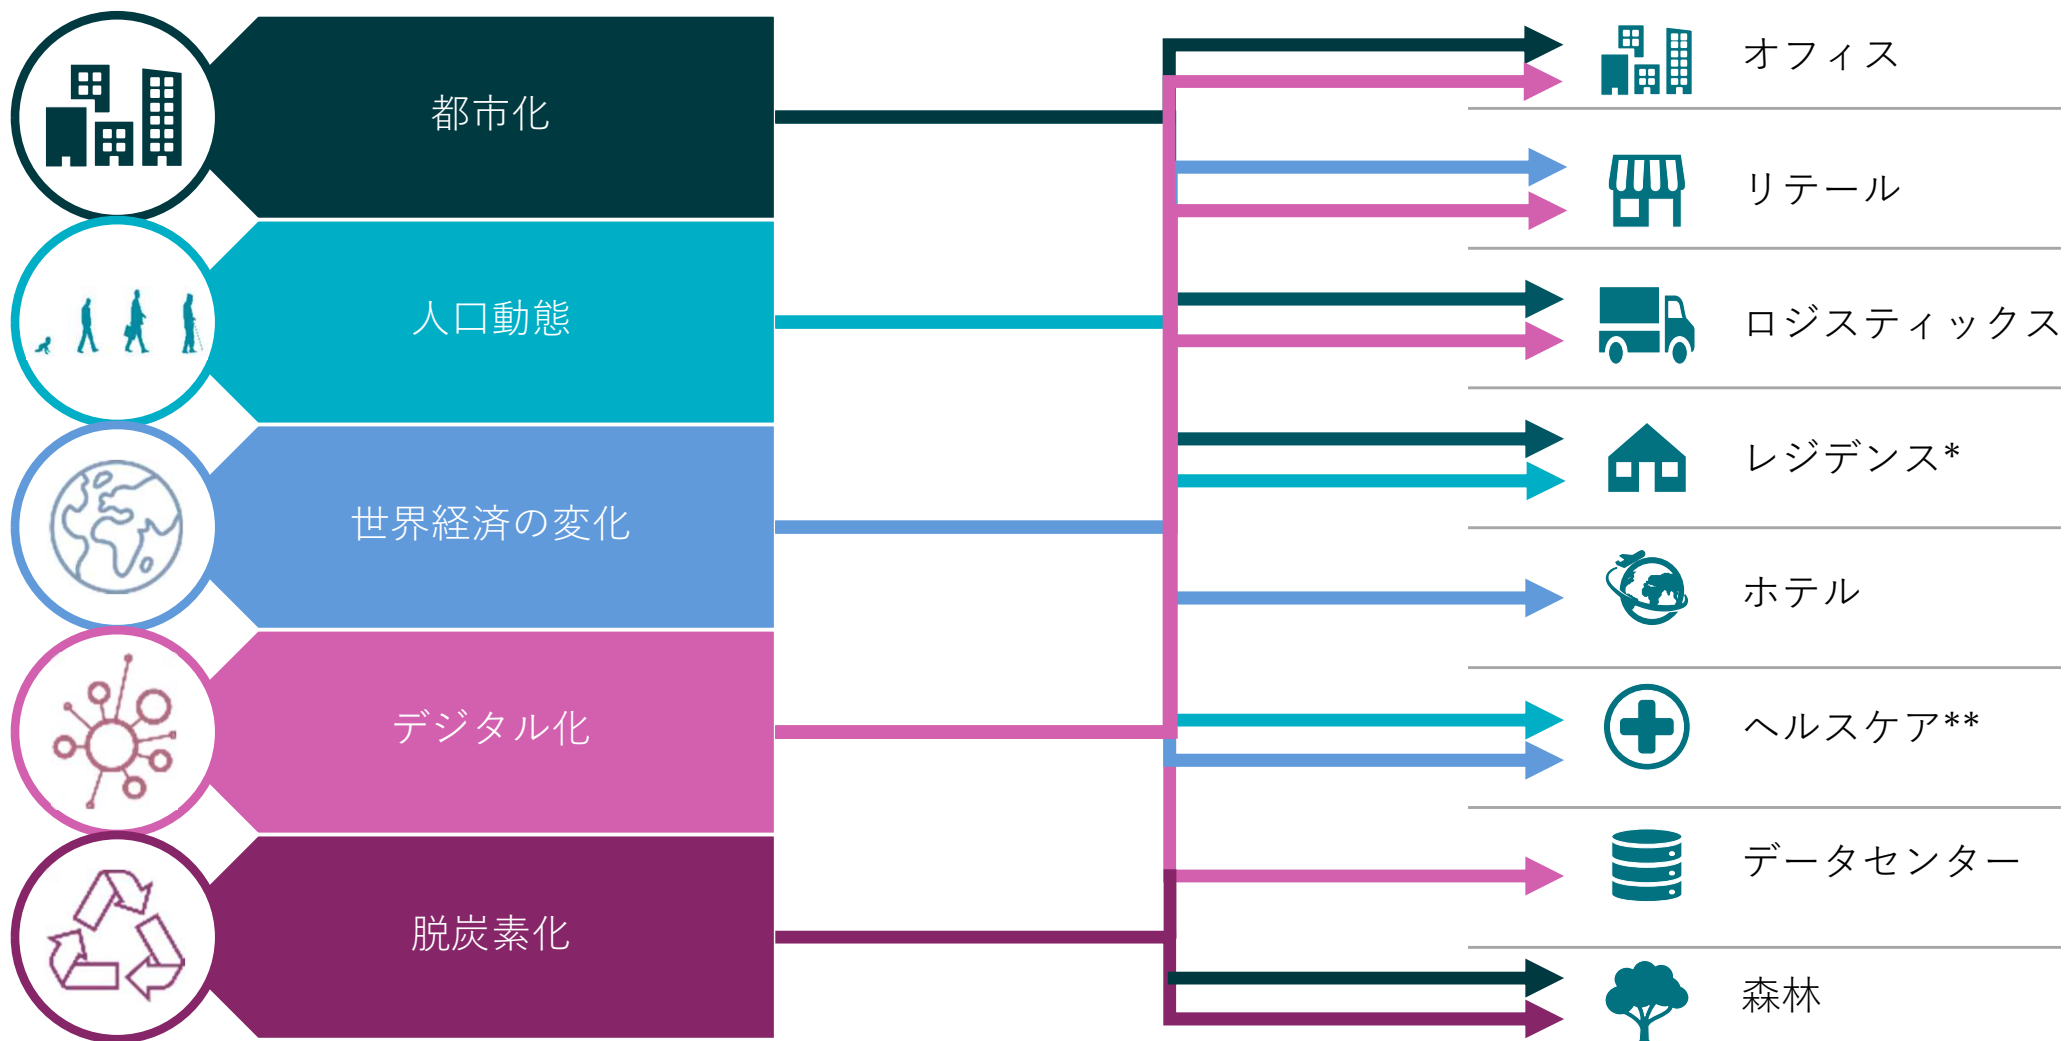 都市化
人口動態
世界経済の変化
デジタル化
脱炭素化
オフィス
リテール
ロジスティックス
レジデンス*
ホテル
ヘルスケア**
データセンター
森林